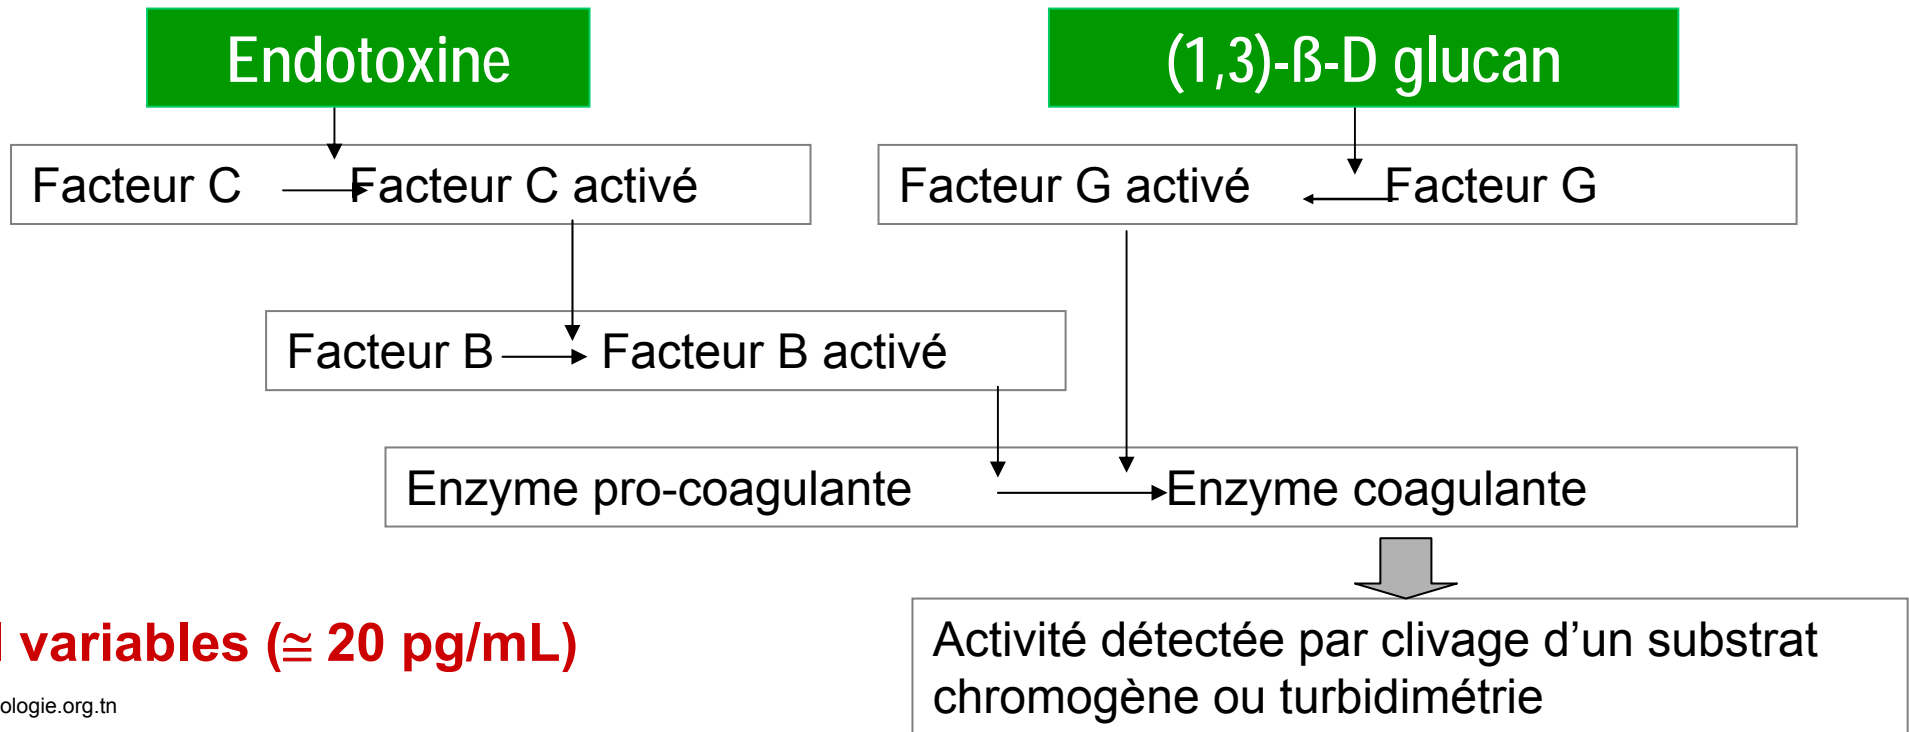 Endotoxine
(1,3)-ß-D glucan
Facteur C
Facteur C activé
Facteur G activé
Facteur G
Facteur B
Facteur B activé
Enzyme pro-coagulante
Enzyme coagulante
variables (≅ 20 pg/mL)
Activité détectée par clivage d’un substrat
chromogène ou turbidimétrie
ologie.org.tn